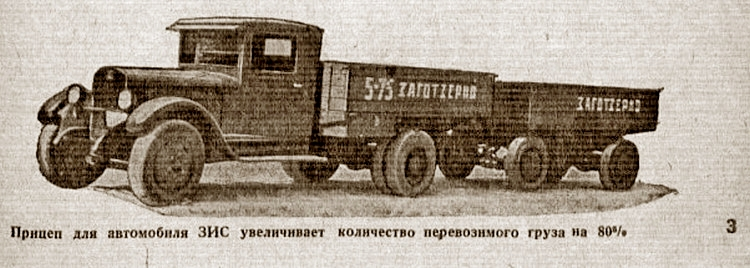 5-75 ЗАГОТЗЕРНО
ЗАГОТЗЕРНО
Прицеп для автомобиля ЗИС увеличивает количество перевозимого груза на 80%
3